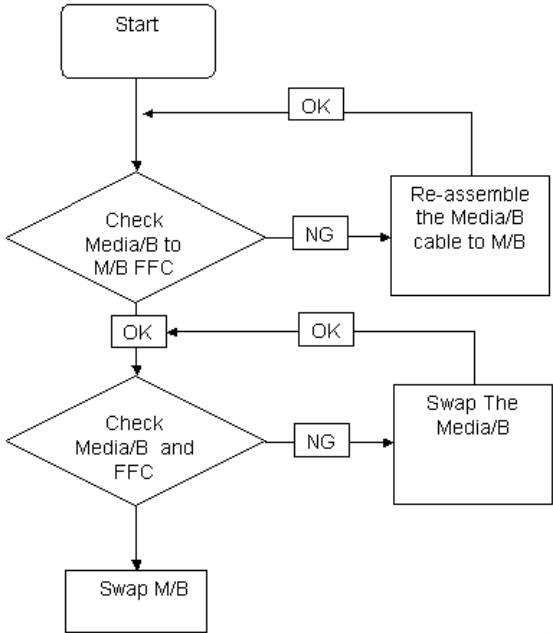 Start
OK
Check
Media/B to
M/B FFC
NG
Re-assemble
the Media/B
cable to M/B
OK
OK
Check
Media/B and
FFC
NG
Swap The
Media/B
Swap M/B